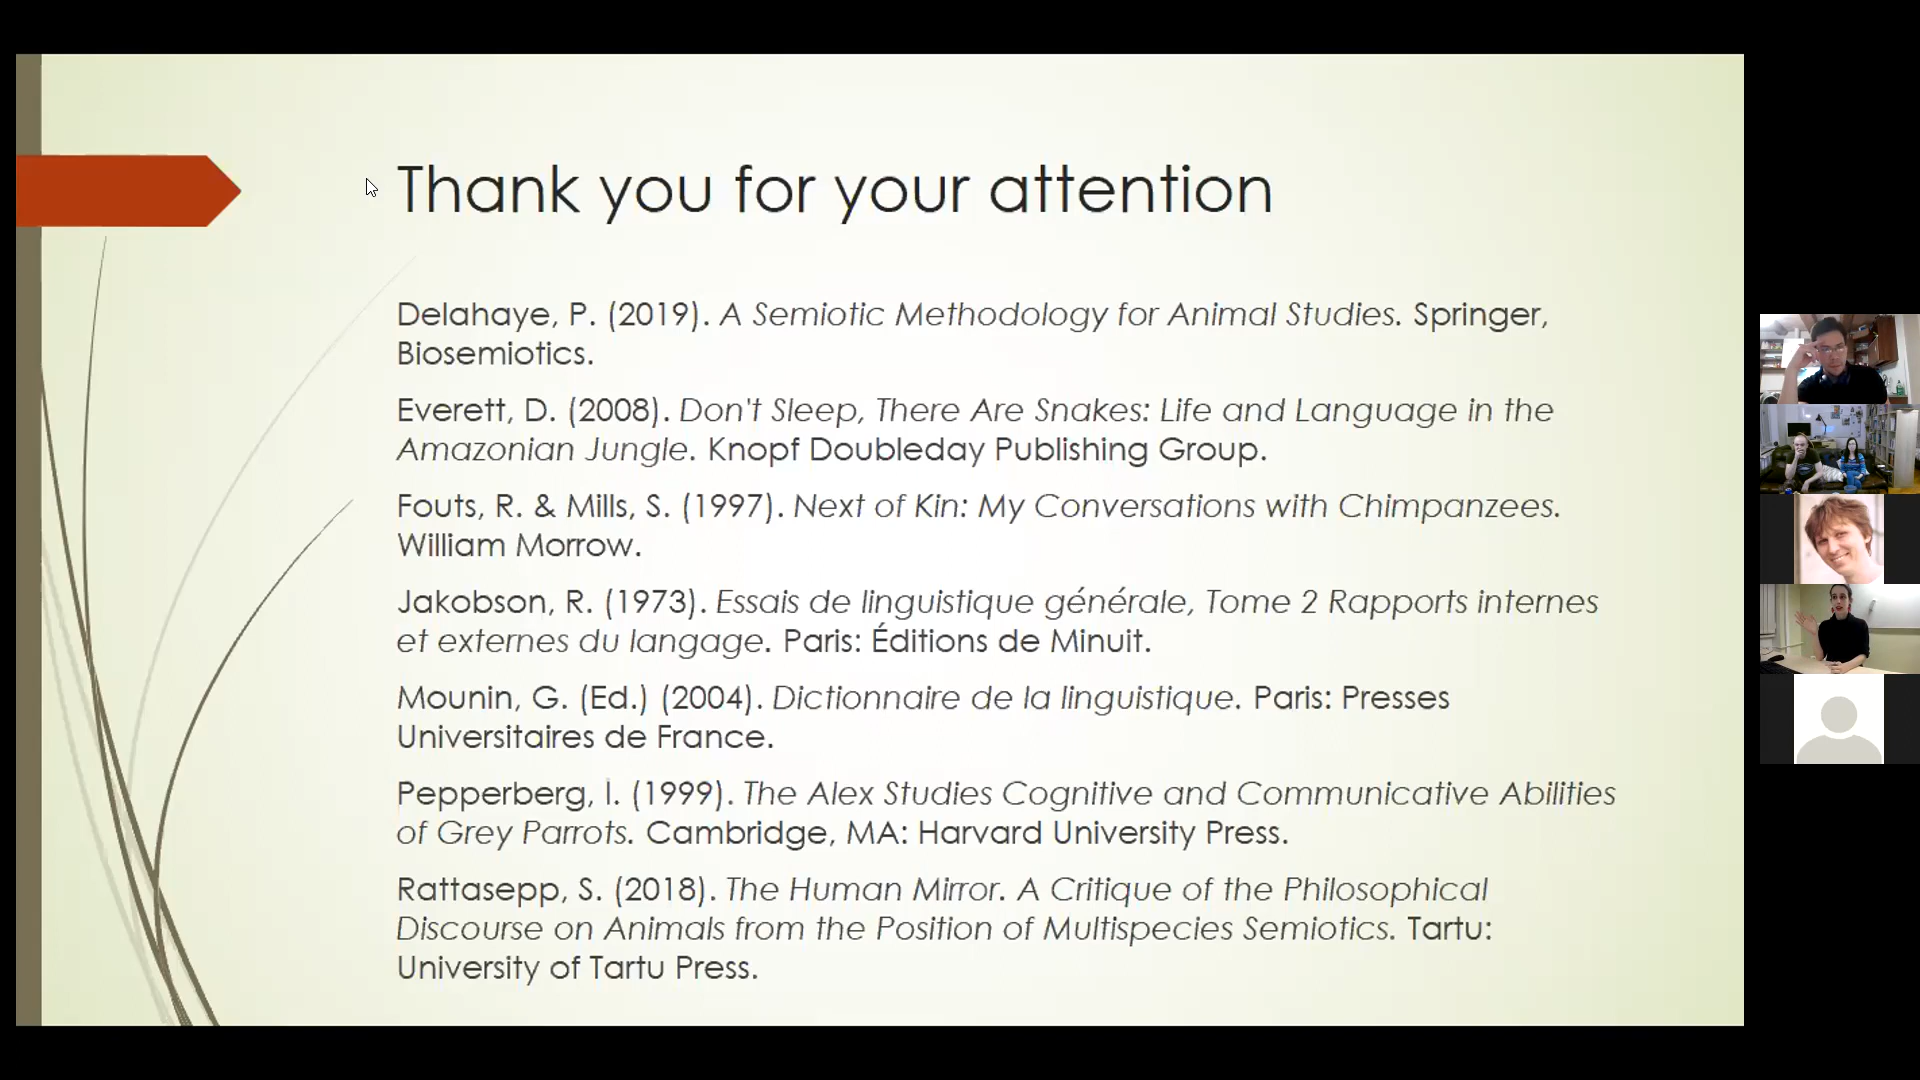 Thank you for your attention
Delahaye, P. (2019). A Semiotic Methodology for Animal Studies. Springer,
Biosemiotics.
Everett, D. (2008). Don't Sleep, There Are Snakes: Life and Language in the
Amazonian Jungle. Knopf Doubleday Publishing Group.
Fouts, R. & Mills, S. (1997). Next of Kin: My Conversations with Chimpanzees.
William Morrow.
Jakobson, R. (1973). Essais de linguistique générale, Tome 2 Rapports internes
et externes du langage. Paris: Éditions de Minuit.
Mounin, G. (Ed.) (2004). Dictionnaire de la linguistique. Paris: Presses
Universitaires de France.
Pepperberg, I. (1999). The Alex Studies Cognitive and Communicative Abilities
of Grey Parrots. Cambridge, MA: Harvard University Press.
Rattasepp, S. (2018). The Human Mirror. A Critique of the Philosophical
Discourse on Animals from the Position of Multispecies Semiotics. Tartu:
University of Tartu Press.